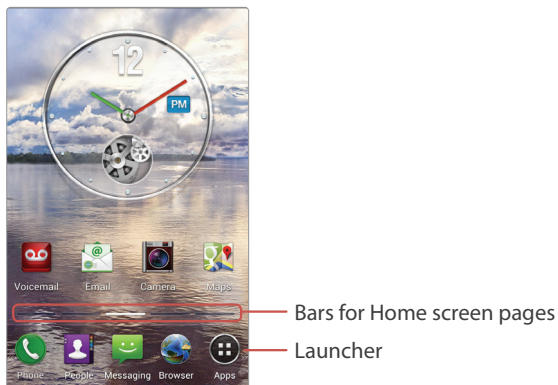 12
PM
Voicemail Email Camera Maps
Bars for Home screen pages
Launcher
Phone People Messaging Browser Apps